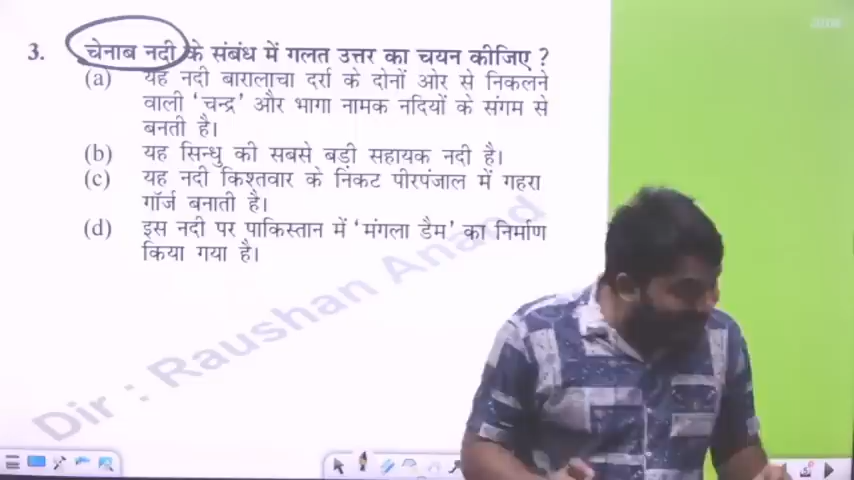 3. चेनाब नदी के संबंध में गलत उत्तर का चयन कीजिए ?
(a) यह नदी बारालाचा दर्रा के दोनों ओर से निकलने
वाली ‘चन्द्र’ और भागा नामक नदियों के संगम से
बनती है।
(b) यह सिन्धु की सबसे बड़ी सहायक नदी है।
(c) यह नदी किश्तवार के निकट पीरपंजाल में गहरा
गॉर्ज बनाती है।
(d) इस नदी पर पाकिस्तान में ‘मंगला डैम’ का निर्माण
किया गया है।
Dir : Raushan Anand